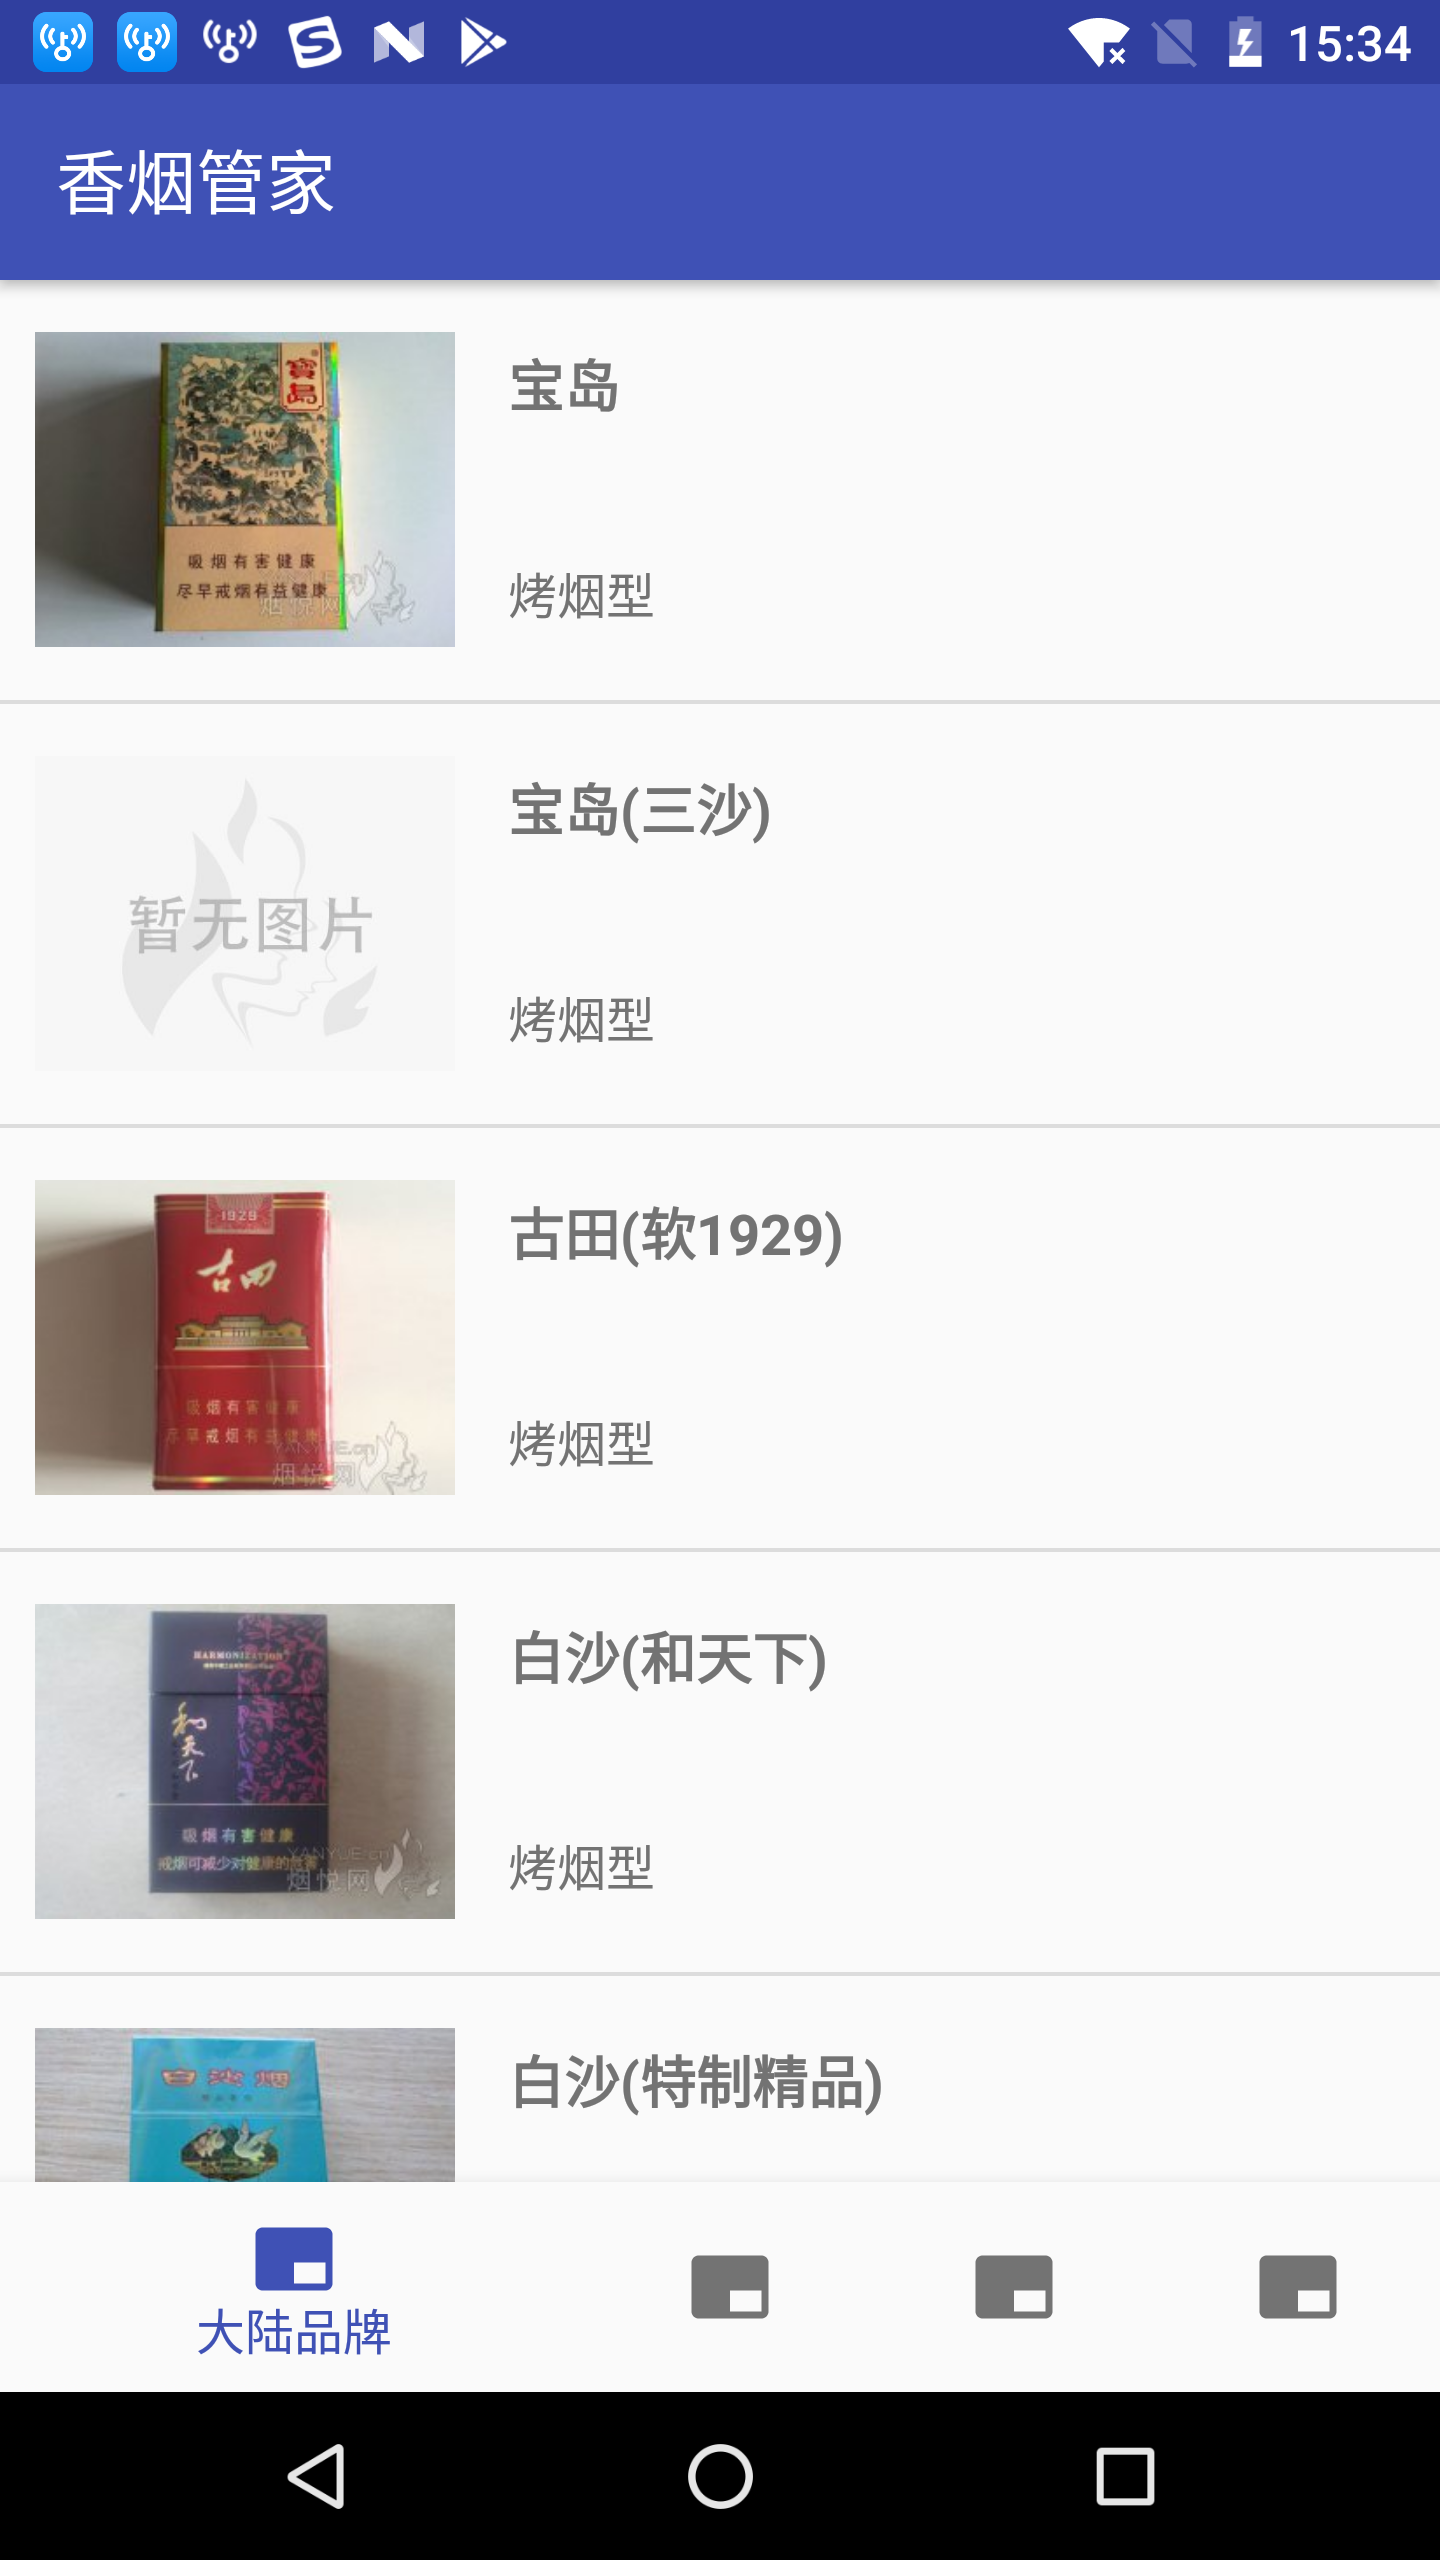 15:34
香烟管家
寶島
吸烟有害健康
尽早戒烟有益健康
烟悦网
宝岛
烤烟型
暂无图片
宝岛(三沙)
烤烟型
1929
古田
吸烟有害健康
尽早戒烟有益健康
YANYUE.cn
烟悦网
古田(软1929)
烤烟型
HARMONIZATION
和天下
吸烟有害健康
戒烟可减少对健康的危害
YANYUE.cn
烟悦网
白沙(和天下)
烤烟型
白沙烟
白沙(特制精品)
大陆品牌